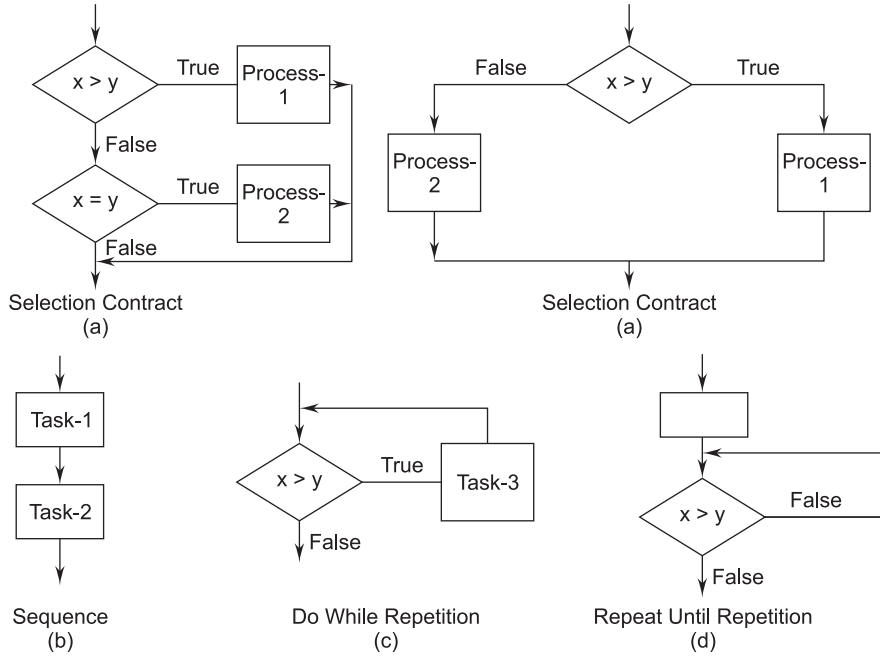 x > y
True
Process-
1
False
x = y
True
Process-
2
False
Selection Contract
(a)
False
x > y
True
Process-
2
Process-
1
Selection Contract
(a)
Task-1
Task-2
Sequence
(b)
x > y
True
Task-3
False
Do While Repetition
(c)
x > y
False
False
Repeat Until Repetition
(d)